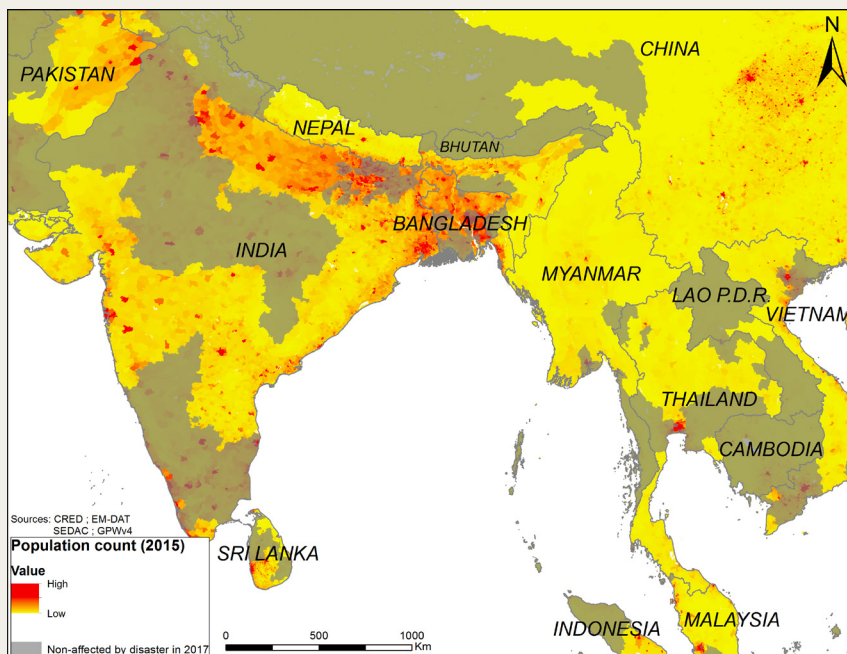 N
CHINA
PAKISTAN
NEPAL
BHUTAN
BANGLADESH
INDIA
MYANMAR
LAO P.D.R.
VIETNAM
THAILAND
CAMBODIA
SRI LANKA
INDONESIA
MALAYSIA
Sources: CRED ; EM-DAT
SEDAC ; GPWv4
Population count (2015)
Value
High
Low
Non-affected by disaster in 2017
0 500 1000
Km